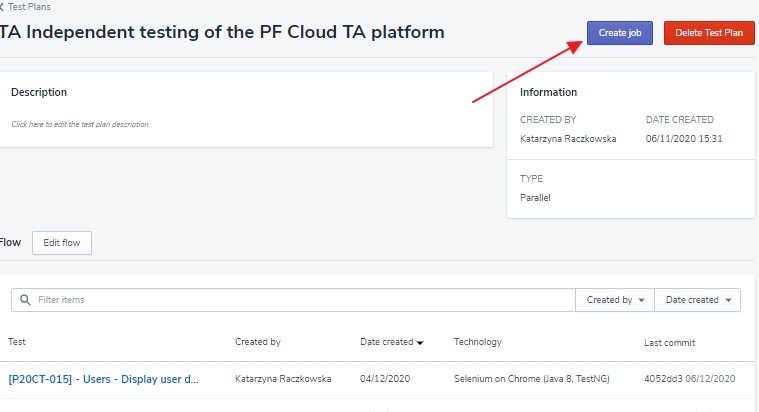 Test Plans
TA Independent testing of the PF Cloud TA platform
Create job
Delete Test Plan
Description
Click here to edit the test plan description
Information
CREATED BY
DATE CREATED
Katarzyna Raczkowska
06/11/2020 15:31
TYPE
Parallel
Flow
Edit flow
Filter items
Created by
Date created
Test
Created by
Date created
Technology
Last commit
[P20CT-015] - Users - Display user d...
Katarzyna Raczkowska
04/12/2020
Selenium on Chrome (Java 8, TestNG)
4052dd3 06/12/2020